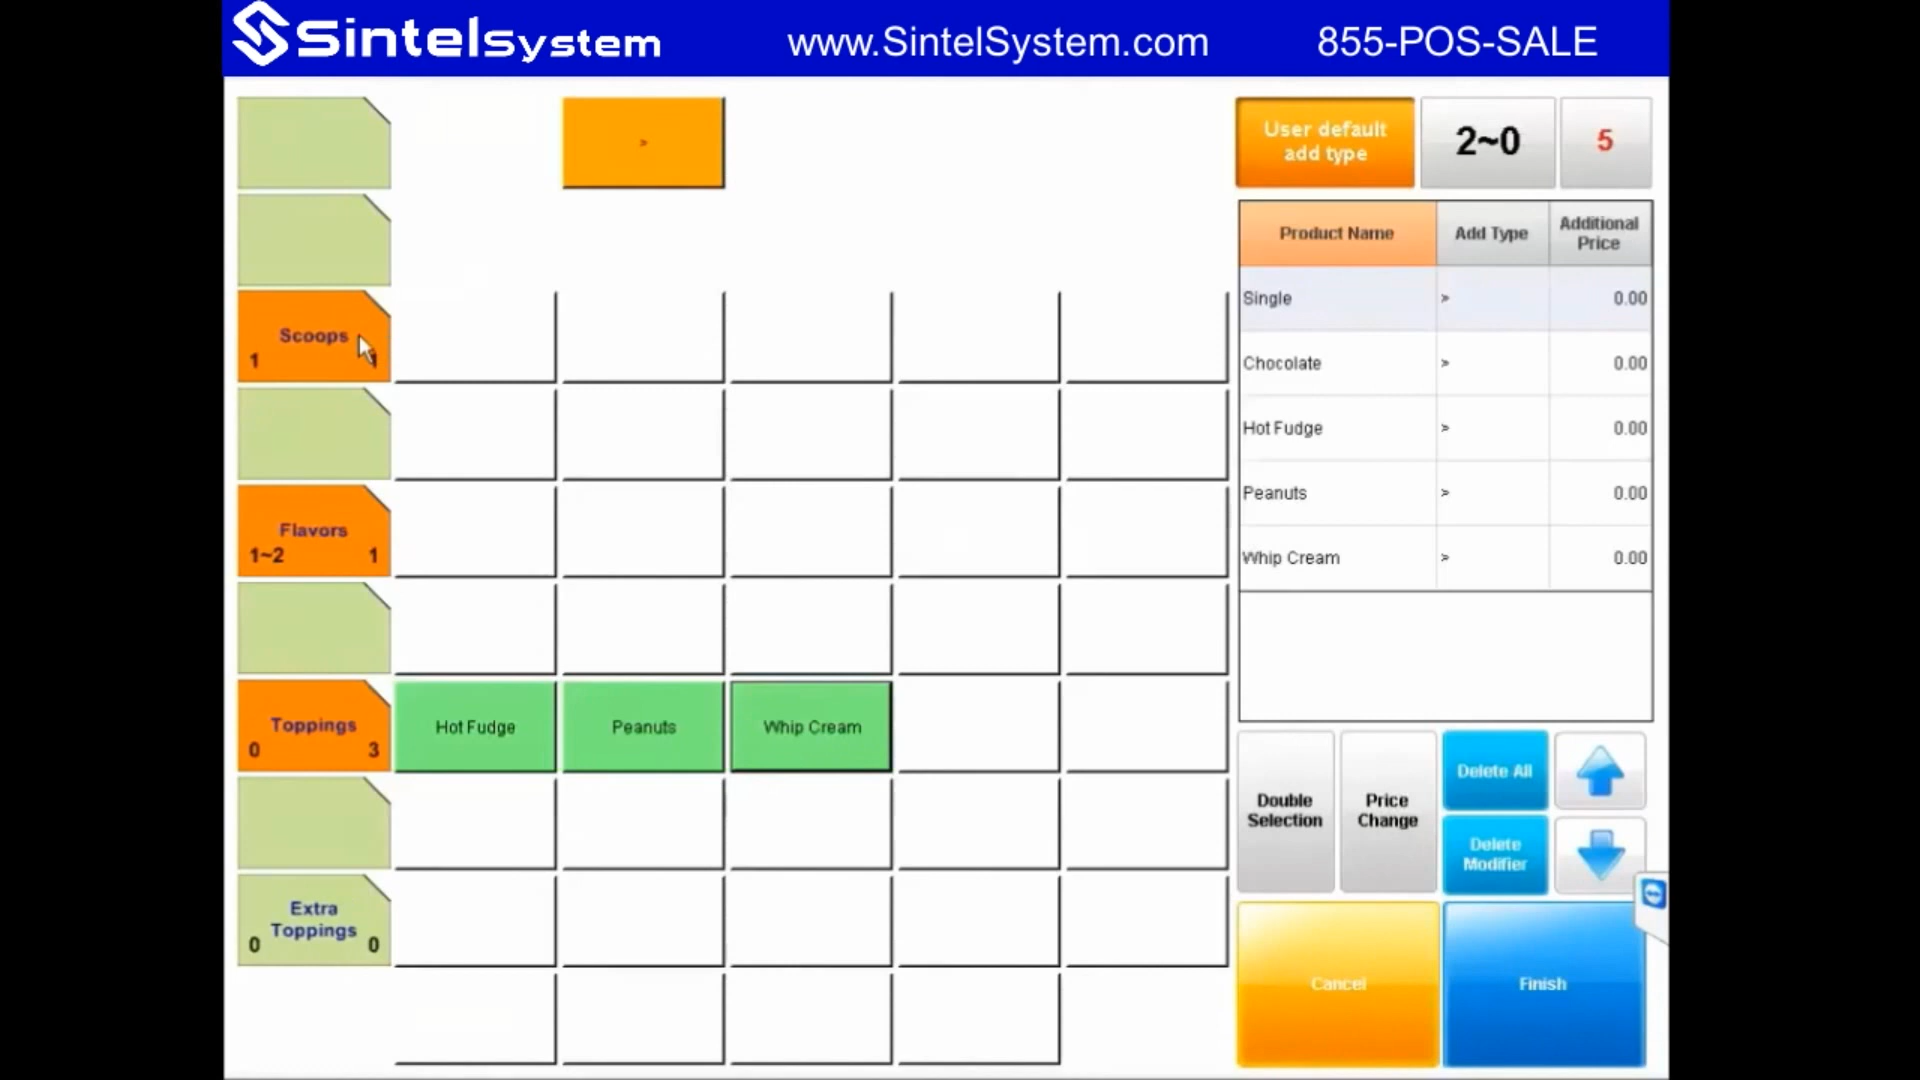 Sintelsystem
www.SintelSystem.com
855-POS-SALE
>
User default
add type
2~0
5
Product Name
Add Type
Additional
Price
Single > 0.00
Chocolate > 0.00
Hot Fudge > 0.00
Peanuts > 0.00
Whip Cream > 0.00
Scoops
1 1
Flavors
1~2 1
Toppings
0 3
Hot Fudge
Peanuts
Whip Cream
Extra
Toppings
0 0
Double
Selection
Price
Change
Delete All
Delete
Modifier
Cancel
Finish